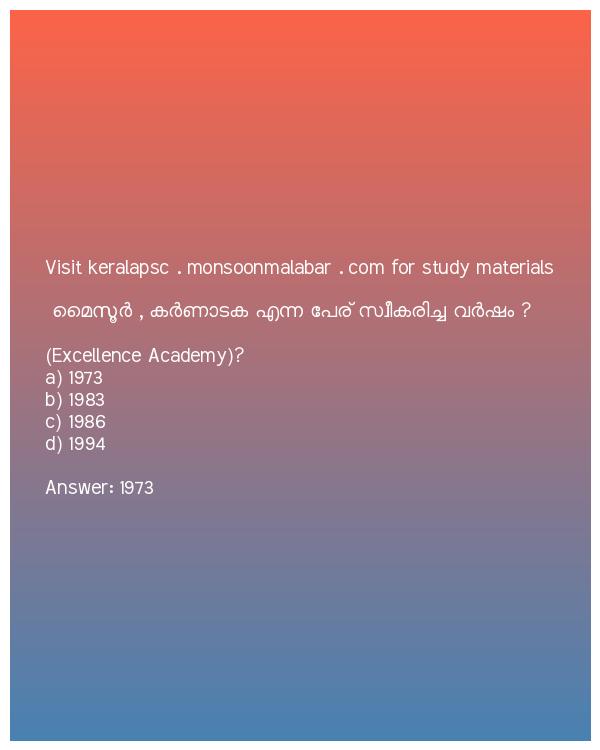 Visit keralapsc . monsoonmalabar . com for study materials
മൈസൂർ , കർണാടക എന്ന പേര് സ്വീകരിച്ച വർഷം ?
(Excellence Academy)?
a) 1973
b) 1983
c) 1986
d) 1994
Answer: 1973